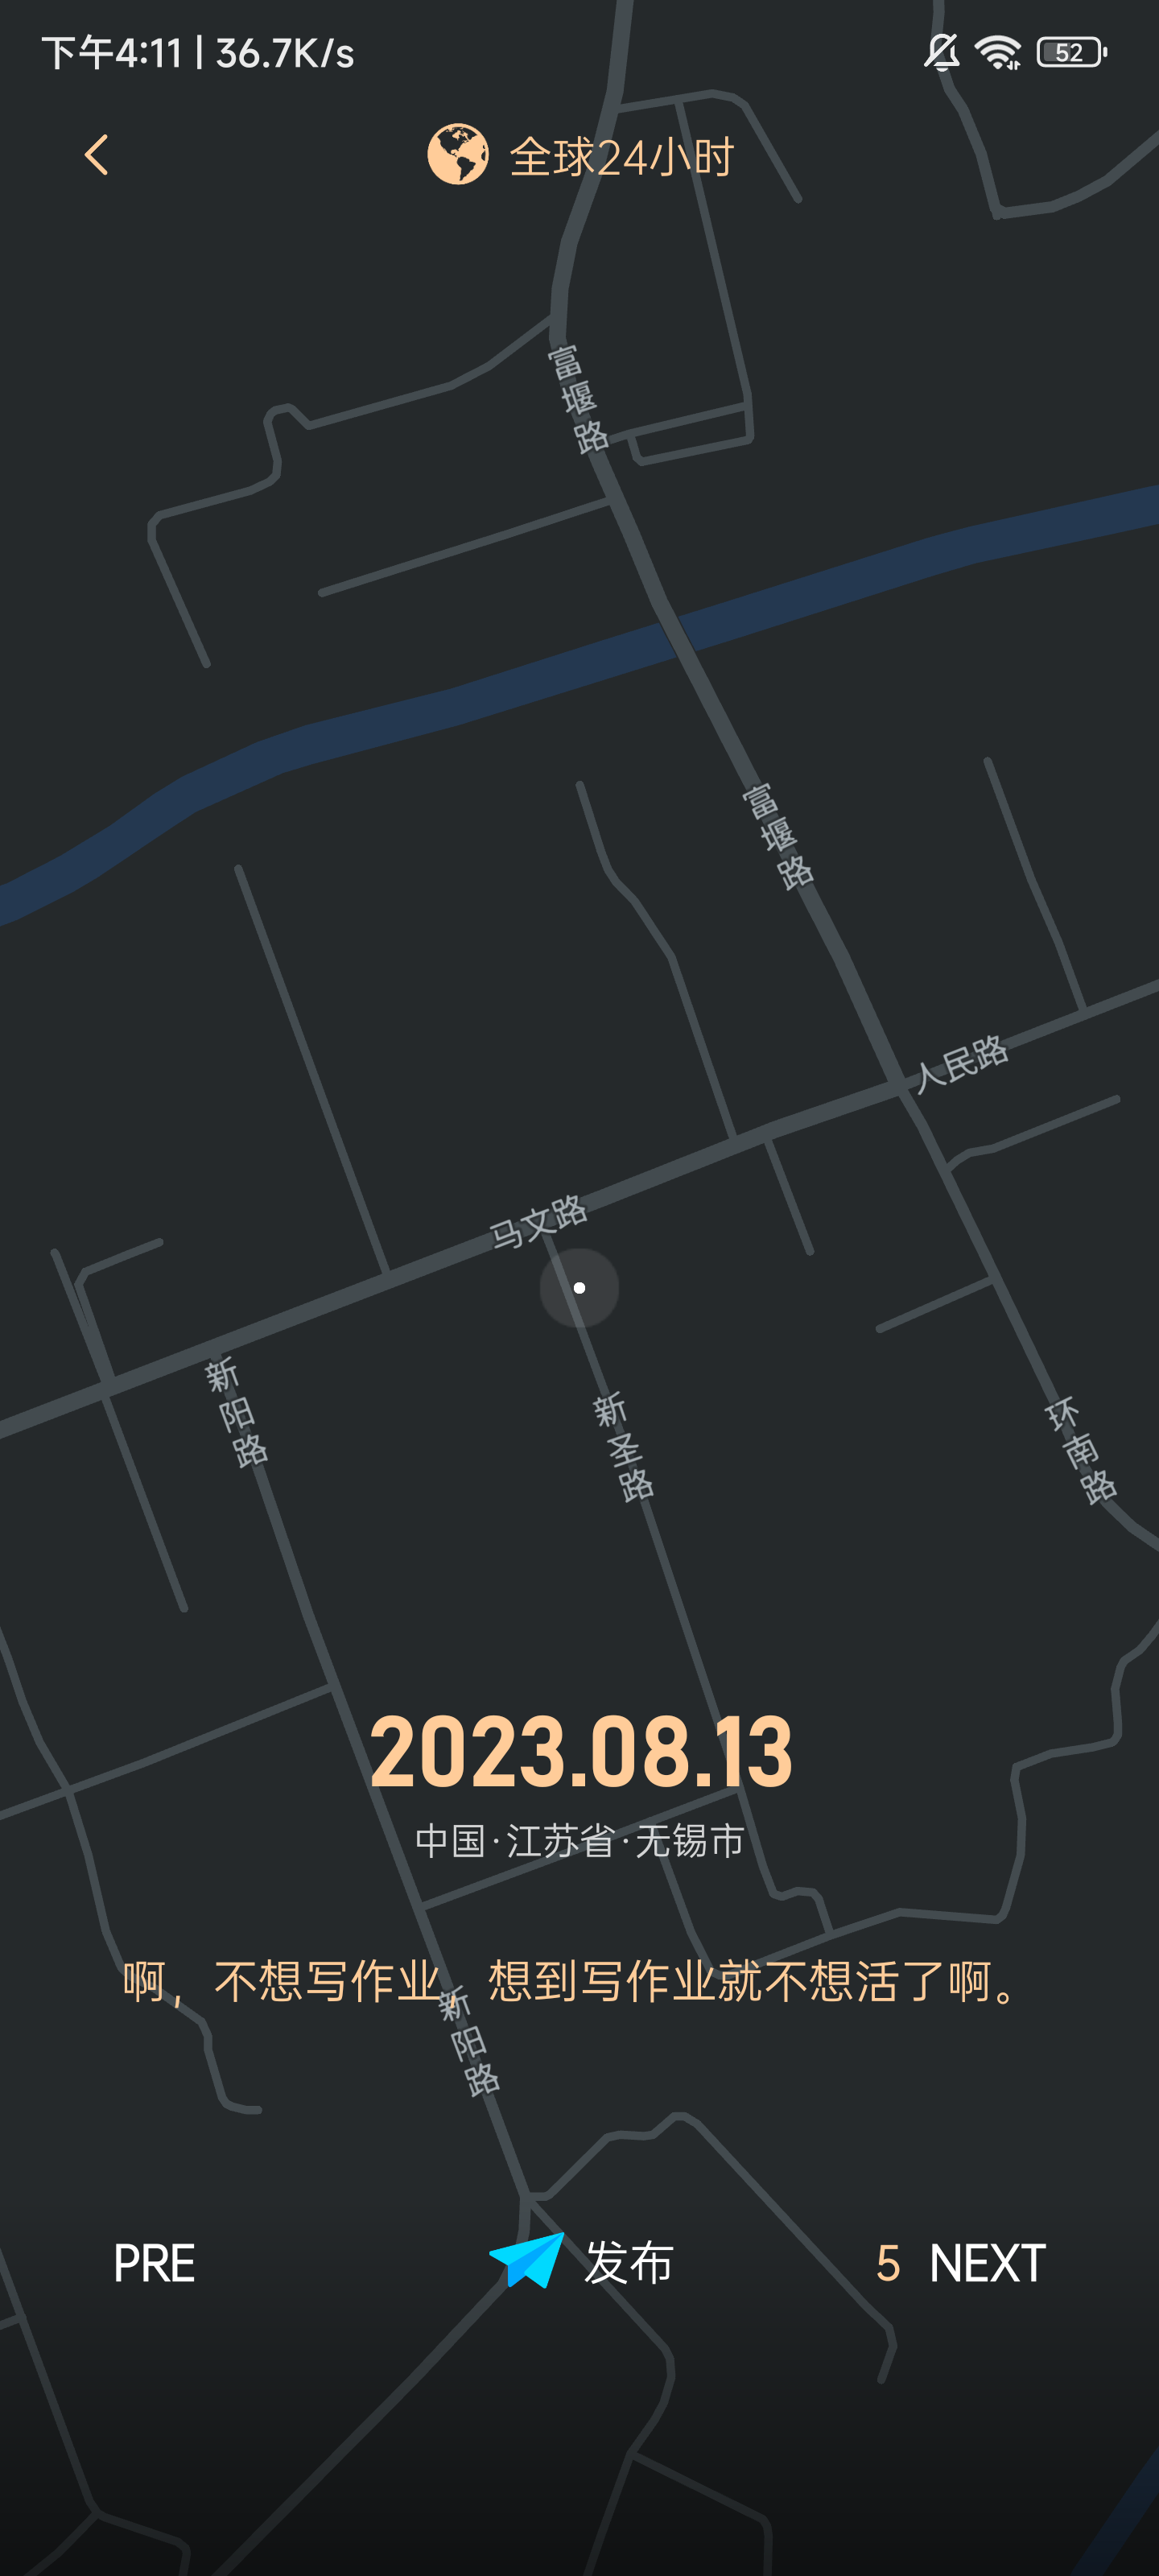 下午4:11 | 36.7K/s
52
全球24小时
富堰路
富堰路
人民路
马文路
新阳路
新圣路
环南路
2023.08.13
中国·江苏省·无锡市
啊，不想写作业，想到写作业就不想活了啊。
新阳路
PRE
发布
5 NEXT